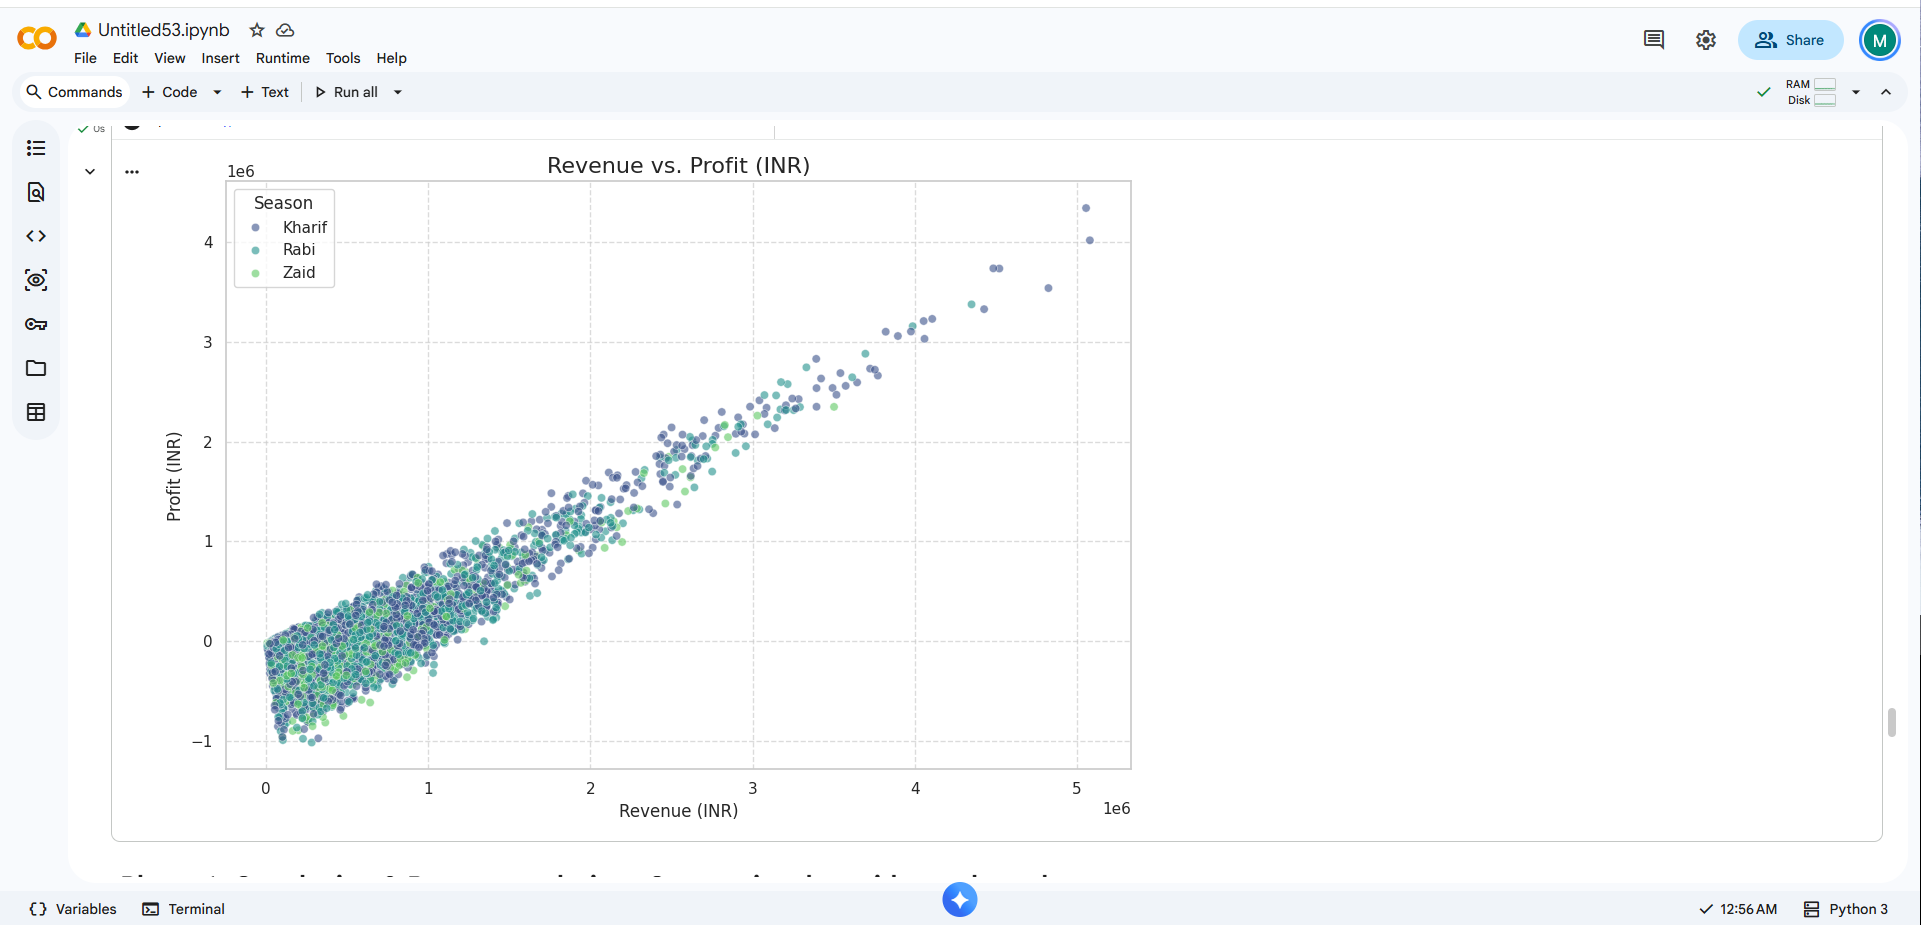 Untitled53.ipynb
File Edit View Insert Runtime Tools Help
Share
M
Commands + Code + Text Run all
RAM
Disk
0s
Revenue vs. Profit (INR)
1e6
Season
Kharif
Rabi
Zaid
4
3
2
1
0
−1
Profit (INR)
0 1 2 3 4 5
1e6
Revenue (INR)
Variables Terminal
12:56 AM Python 3